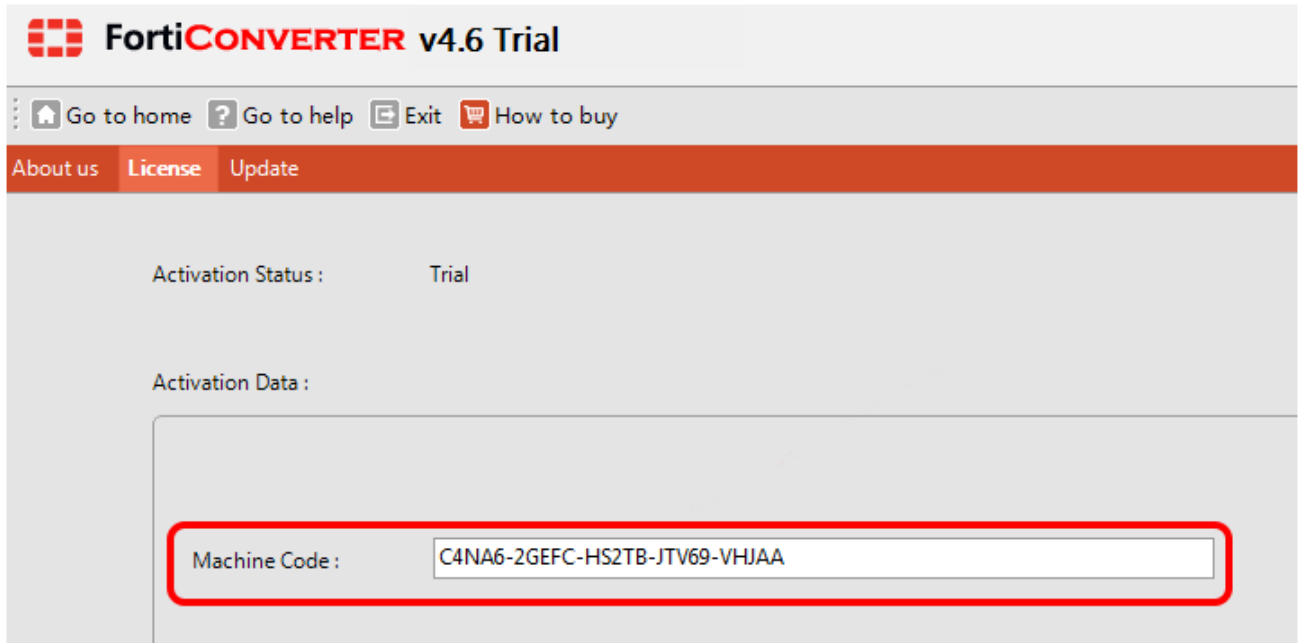 FortiCONVERTER v4.6 Trial
Go to home Go to help Exit How to buy
About us License Update
Activation Status : Trial
Activation Data :
Machine Code : C4NA6-2GEFC-HS2TB-JTV69-VHJAA